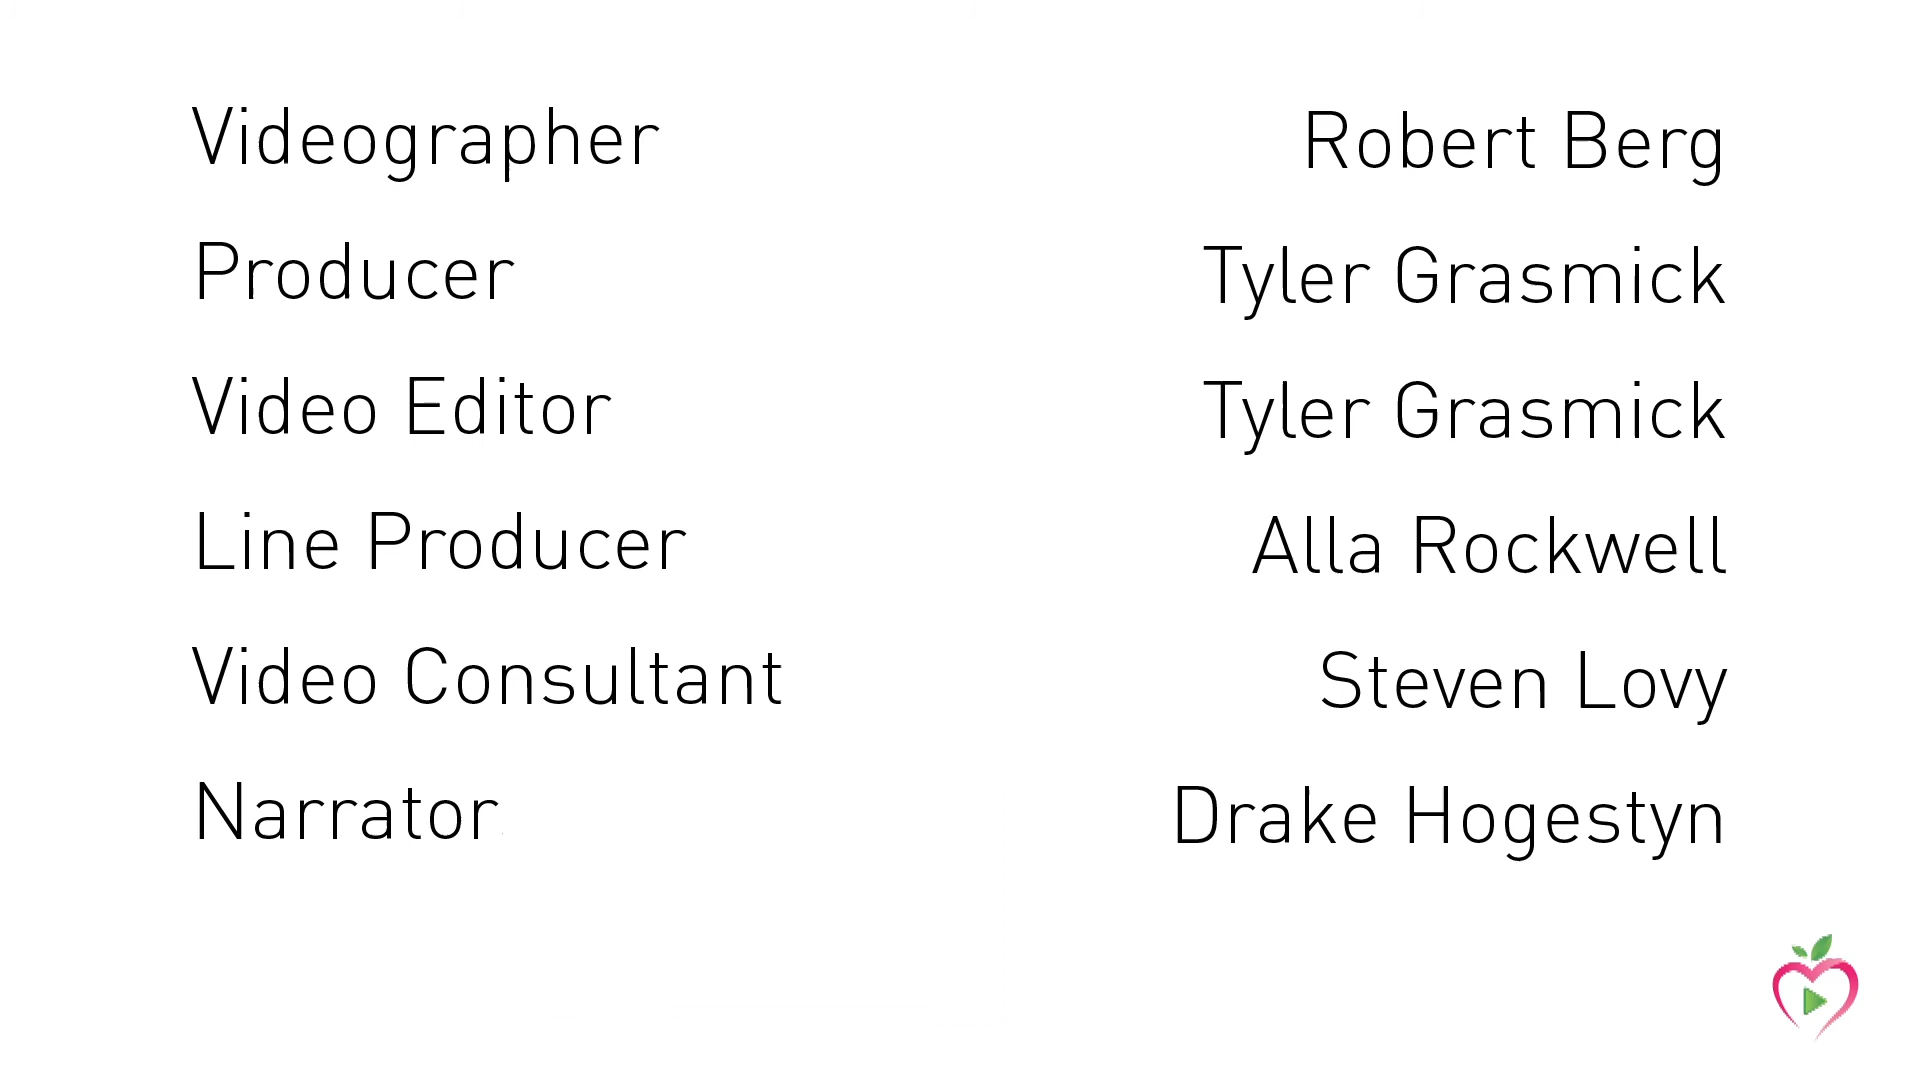 Videographer Robert Berg
Producer Tyler Grasmick
Video Editor Tyler Grasmick
Line Producer Alla Rockwell
Video Consultant Steven Lovy
Narrator Drake Hogestyn